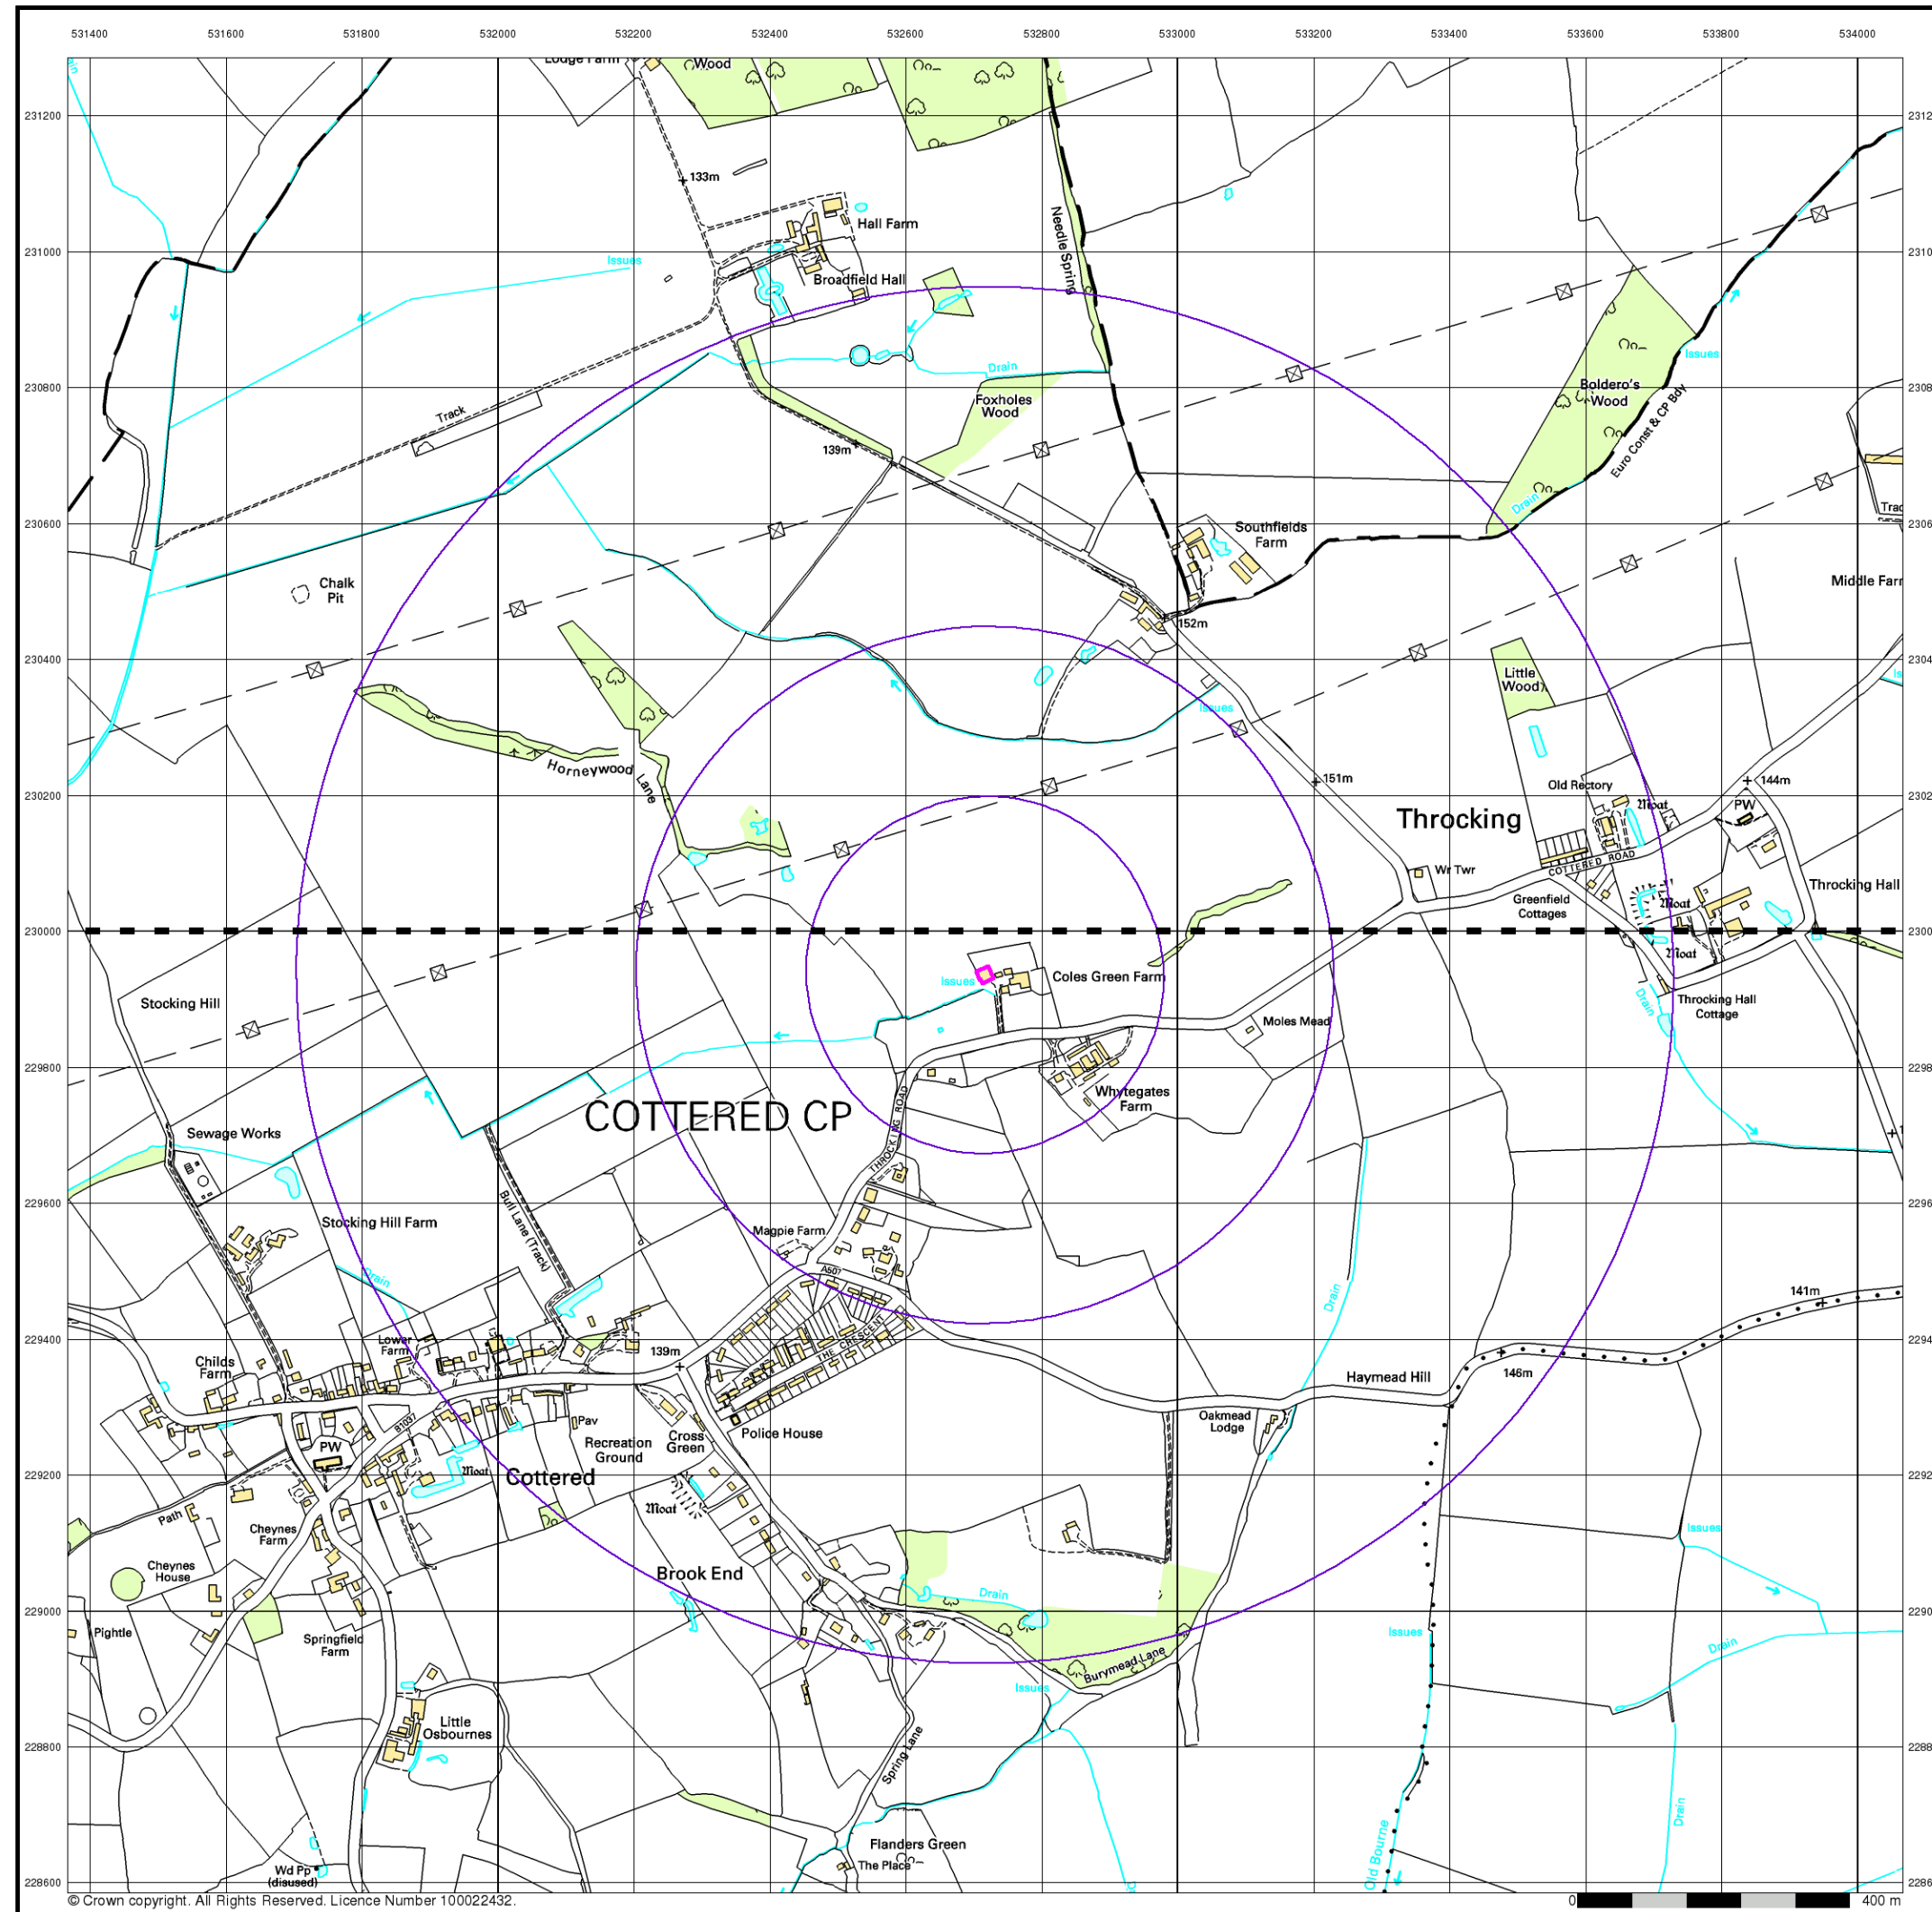 531400 531600 531800 532000 532200 532400 532600 532800 533000 533200 533400 533600 533800 534000
Lodge Farm
Wood
231200
133m
Hall Farm
Needle Spring
231000
Issues
Broadfield Hall
Issues
Drain
230800
Foxholes
Wood
Boldero's
Wood
Euro Const & CP Bdy
Track
139m
Drain
230600
Southfields
Farm
Chalk
Pit
Middle Farm
152m
230400
Little
Wood
Issues
Horneywood
Lane
151m
Old Rectory
144m
230200
Moat
PW
Throcking
COTTERED ROAD
Wr Twr
Throcking Hall
Greenfield
Cottages
Moat
230000
Moat
Issues
Coles Green Farm
Stocking Hill
Throcking Hall
Cottage
Drain
Moles Mead
229800
Whytegates
Farm
COTTERED CP
THROCKING ROAD
Sewage Works
229600
Bull Lane (Track)
Stocking Hill Farm
Magpie Farm
A507
Drain
Drain
141m
229400
Lower
Farm
THE CRESCENT
139m
Childs
Farm
Haymead Hill
146m
B1037
Pav
Oakmead
Lodge
Police House
Cross
Green
Recreation
Ground
PW
Moat
Cottered
229200
Moat
Path
Cheynes
Farm
Issues
Cheynes
House
Brook End
Drain
229000
Pightle
Springfield
Farm
Issues
Drain
Burymead Lane
Issues
Little
Osbournes
Spring Lane
228800
Drain
Old Bourne
Flanders Green
The Place
Wd Pp
(disused)
228600
© Crown copyright. All Rights Reserved. Licence Number 100022432.
0 400 m